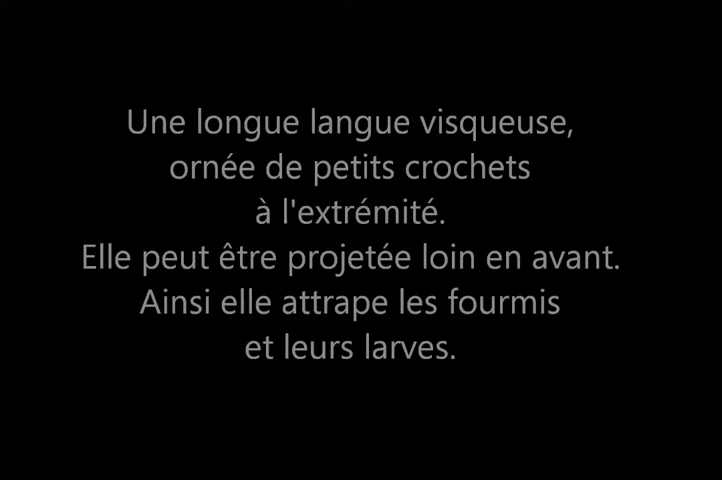 Une longue langue visqueuse,
ornée de petits crochets
à l'extrémité.
Elle peut être projetée loin en avant.
Ainsi elle attrape les fourmis
et leurs larves.